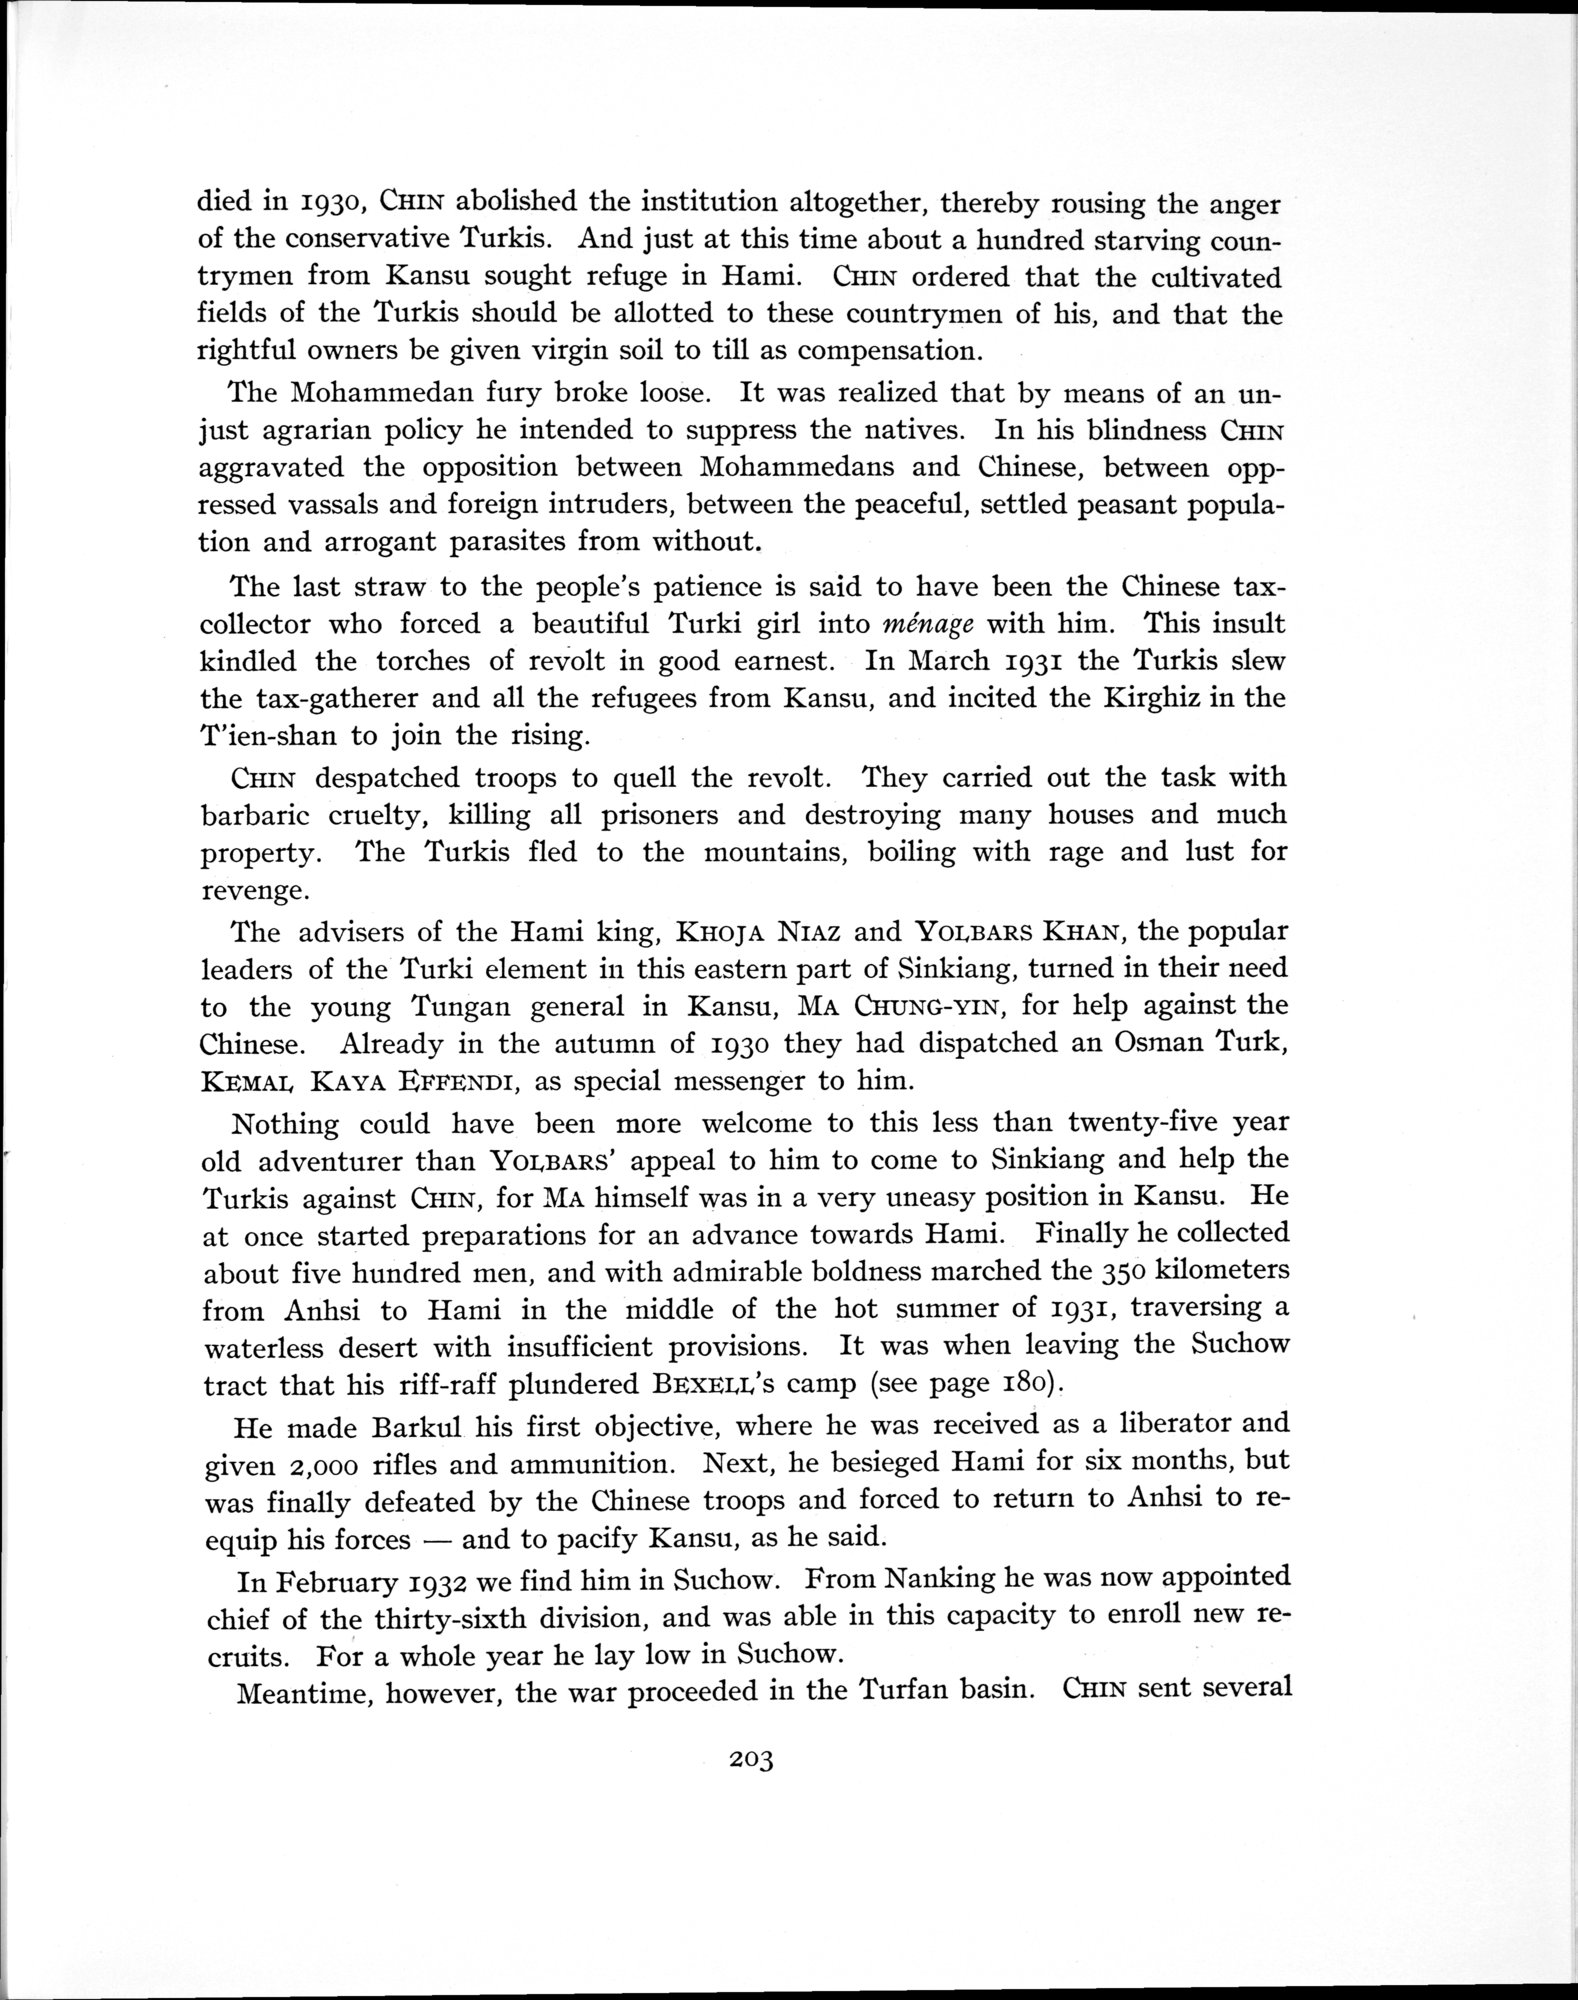 died in 1930, CHIN abolished the institution altogether, thereby rousing the anger
of the conservative Turkis. And just at this time about a hundred starving coun-
trymen from Kansu sought refuge in Hami. CHIN ordered that the cultivated
fields of the Turkis should be allotted to these countrymen of his, and that the
rightful owners be given virgin soil to till as compensation.
The Mohammedan fury broke loose. It was realized that by means of an un-
just agrarian policy he intended to suppress the natives. In his blindness CHIN
aggravated the opposition between Mohammedans and Chinese, between opp-
ressed vassals and foreign intruders, between the peaceful, settled peasant popula-
tion and arrogant parasites from without.
The last straw to the people's patience is said to have been the Chinese tax-
collector who forced a beautiful Turki girl into ménage with him. This insult
kindled the torches of revolt in good earnest. In March 1931 the Turkis slew
the tax-gatherer and all the refugees from Kansu, and incited the Kirghiz in the
T'ien-shan to join the rising.
CHIN despatched troops to quell the revolt. They carried out the task with
barbaric cruelty, killing all prisoners and destroying many houses and much
property. The Turkis fled to the mountains, boiling with rage and lust for
revenge.
The advisers of the Hami king, KHOJA NIAZ and YOLBARS KHAN, the popular
leaders of the Turki element in this eastern part of Sinkiang, turned in their need
to the young Tungan general in Kansu, MA CHUNG-YIN, for help against the
Chinese. Already in the autumn of 1930 they had dispatched an Osman Turk,
KEMAL KAYA EFFENDI, as special messenger to him.
Nothing could have been more welcome to this less than twenty-five year
old adventurer than YOLBARS' appeal to him to come to Sinkiang and help the
Turkis against CHIN, for MA himself was in a very uneasy position in Kansu. He
at once started preparations for an advance towards Hami. Finally he collected
about five hundred men, and with admirable boldness marched the 350 kilometers
from Anhsi to Hami in the middle of the hot summer of 1931, traversing a
waterless desert with insufficient provisions. It was when leaving the Suchow
tract that his riff-raff plundered BEXELL's camp (see page 180).
He made Barkul his first objective, where he was received as a liberator and
given 2,000 rifles and ammunition. Next, he besieged Hami for six months, but
was finally defeated by the Chinese troops and forced to return to Anhsi to re-
equip his forces — and to pacify Kansu, as he said.
In February 1932 we find him in Suchow. From Nanking he was now appointed
chief of the thirty-sixth division, and was able in this capacity to enroll new re-
cruits. For a whole year he lay low in Suchow.
Meantime, however, the war proceeded in the Turfan basin. CHIN sent several
203